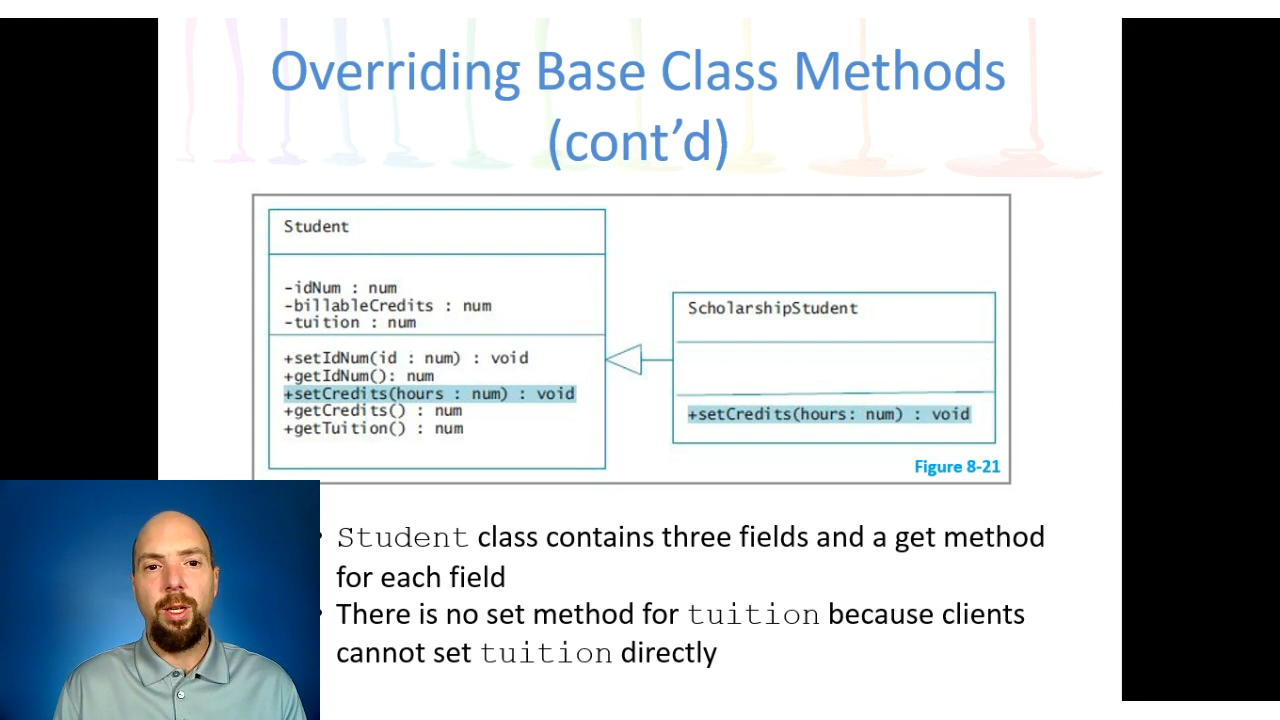 Overriding Base Class Methods
(cont’d)
Student
-idNum : num
-billableCredits : num
-tuition : num
+setIdNum(id : num) : void
+getIdNum(): num
+setCredits(hours : num) : void
+getCredits() : num
+getTuition() : num
ScholarshipStudent
+setCredits(hours: num) : void
Figure 8-21
• Student class contains three fields and a get method
for each field
• There is no set method for tuition because clients
cannot set tuition directly